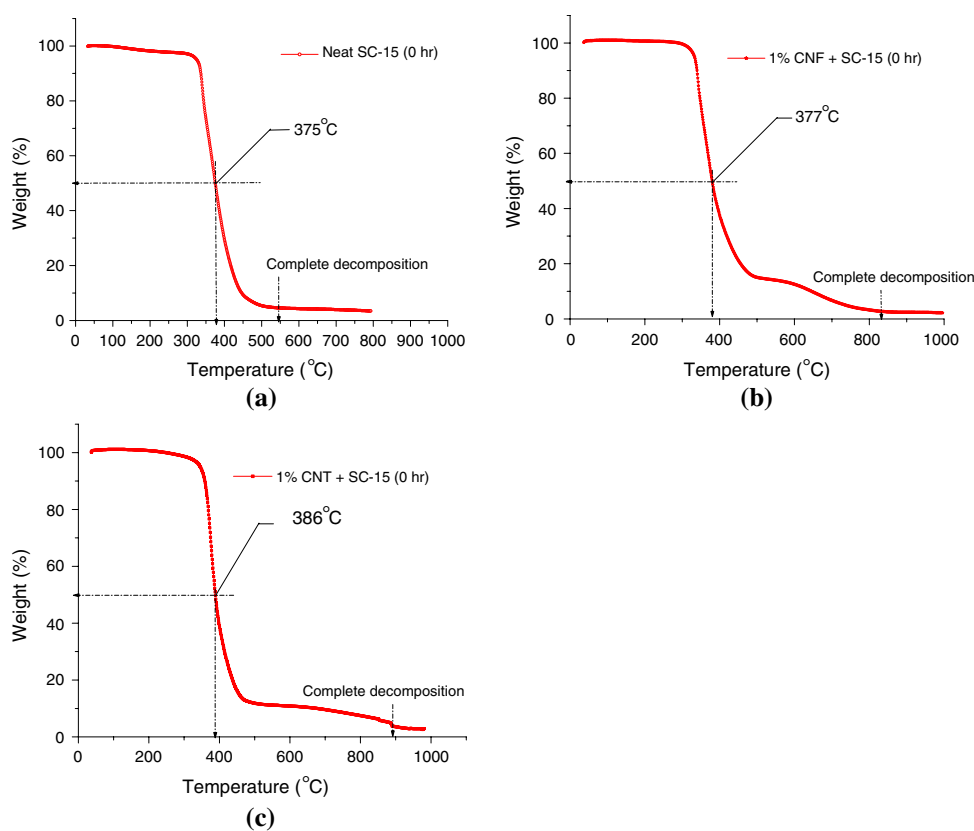 Neat SC-15 (0 hr)
375°C
Complete decomposition
Weight (%)
100
80
60
40
20
0
0 100 200 300 400 500 600 700 800 900 1000
Temperature (°C)
(a)
1% CNF + SC-15 (0 hr)
377°C
Complete decomposition
Weight (%)
100
80
60
40
20
0
0 200 400 600 800 1000
Temperature (°C)
(b)
1% CNT + SC-15 (0 hr)
386°C
Complete decomposition
Weight (%)
100
80
60
40
20
0
0 200 400 600 800 1000
Temperature (°C)
(c)